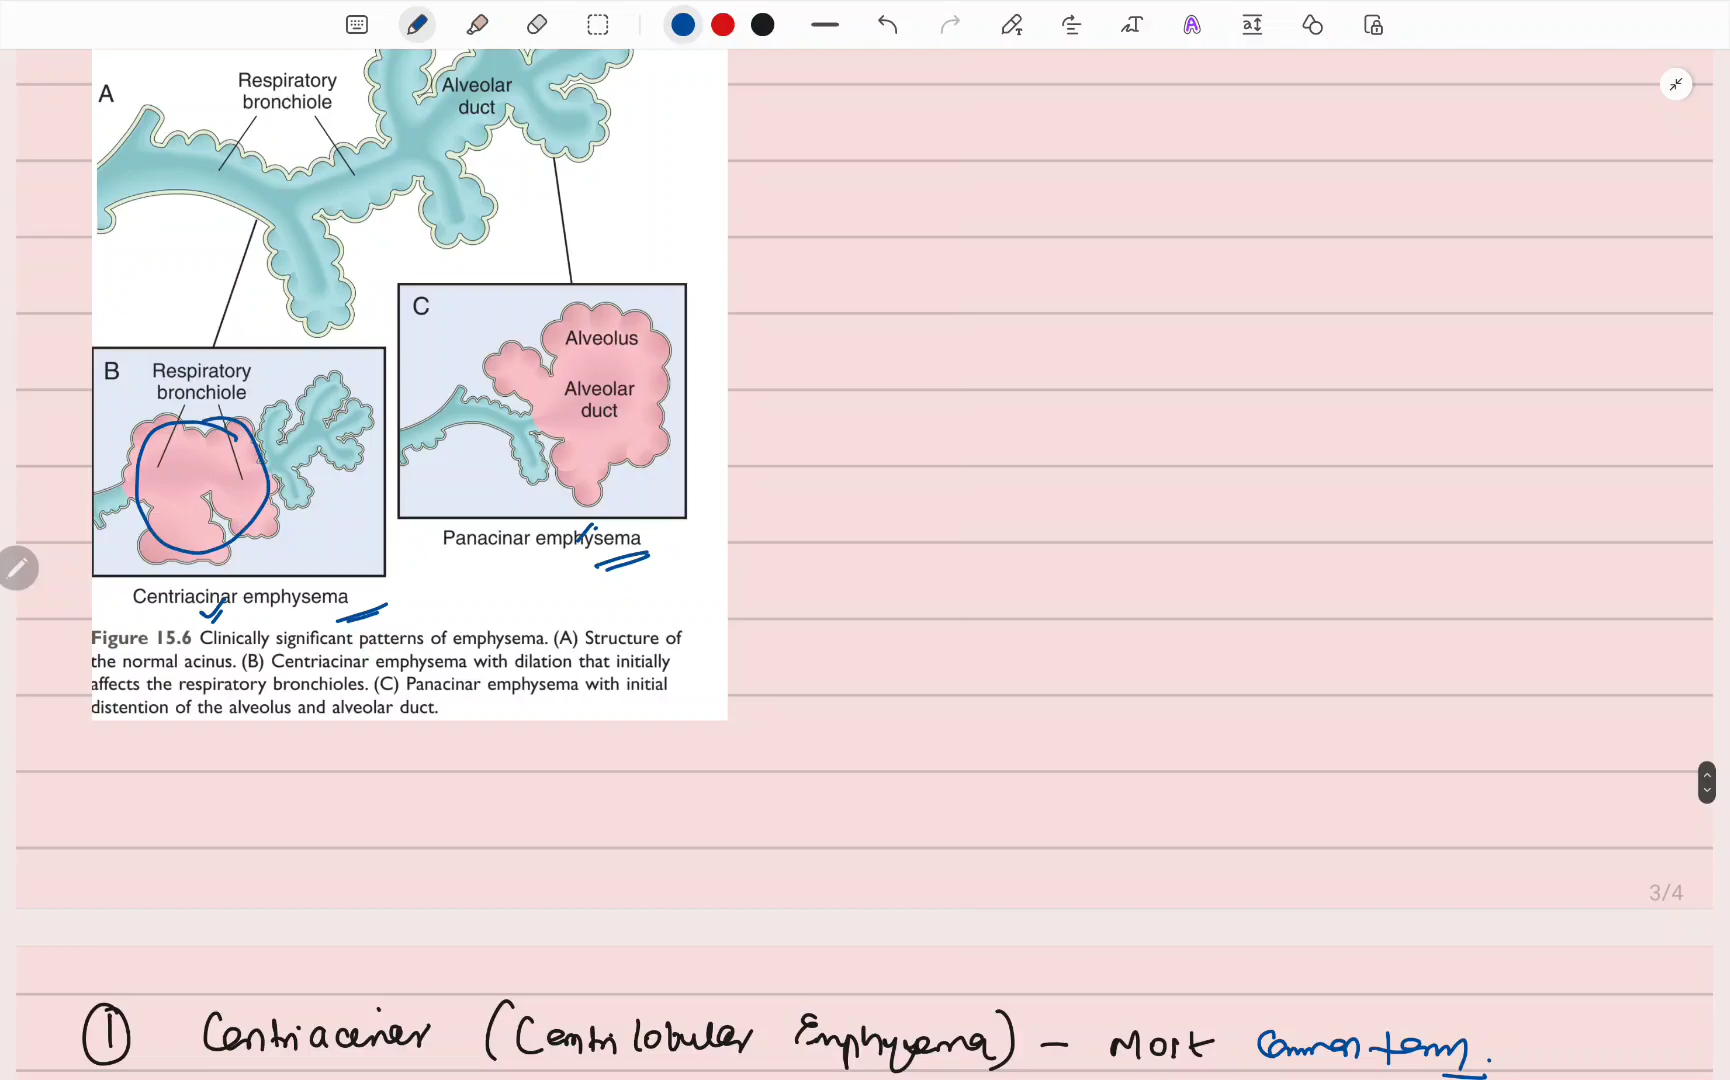 A
Respiratory
bronchiole
Alveolar
duct
B
Respiratory
bronchiole
C
Alveolus
Alveolar
duct
Panacinar emphysema
Centriacinar emphysema
Figure 15.6 Clinically significant patterns of emphysema. (A) Structure of
the normal acinus. (B) Centriacinar emphysema with dilation that initially
affects the respiratory bronchioles. (C) Panacinar emphysema with initial
distention of the alveolus and alveolar duct.
3/4
① Centriacinar (Centrilobular Emphysema) – Most Common form.